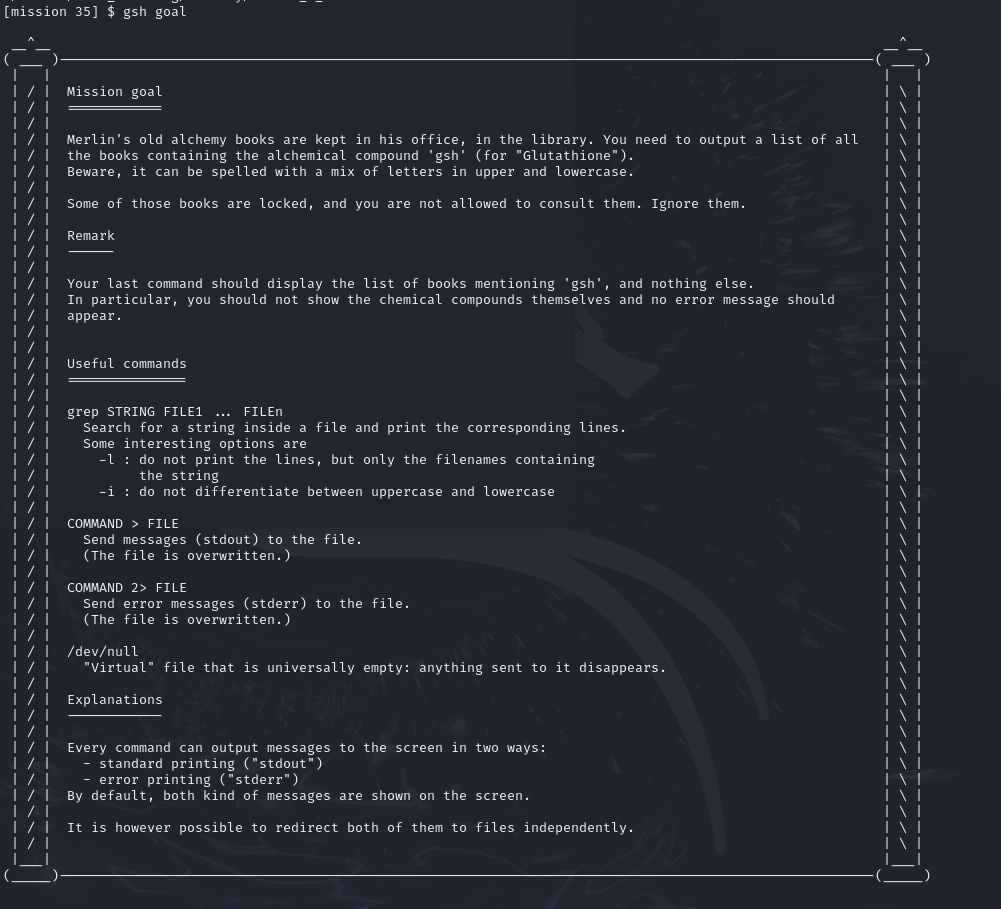 [mission 35] $ gsh goal
Mission goal
============
Merlin's old alchemy books are kept in his office, in the library. You need to output a list of all
the books containing the alchemical compound 'gsh' (for "Glutathione").
Beware, it can be spelled with a mix of letters in upper and lowercase.
Some of those books are locked, and you are not allowed to consult them. Ignore them.
Remark
------
Your last command should display the list of books mentioning 'gsh', and nothing else.
In particular, you should not show the chemical compounds themselves and no error message should
appear.
Useful commands
===============
grep STRING FILE1 ... FILEn
Search for a string inside a file and print the corresponding lines.
Some interesting options are
-l : do not print the lines, but only the filenames containing
the string
-i : do not differentiate between uppercase and lowercase
COMMAND > FILE
Send messages (stdout) to the file.
(The file is overwritten.)
COMMAND 2> FILE
Send error messages (stderr) to the file.
(The file is overwritten.)
/dev/null
"Virtual" file that is universally empty: anything sent to it disappears.
Explanations
------------
Every command can output messages to the screen in two ways:
- standard printing ("stdout")
- error printing ("stderr")
By default, both kind of messages are shown on the screen.
It is however possible to redirect both of them to files independently.